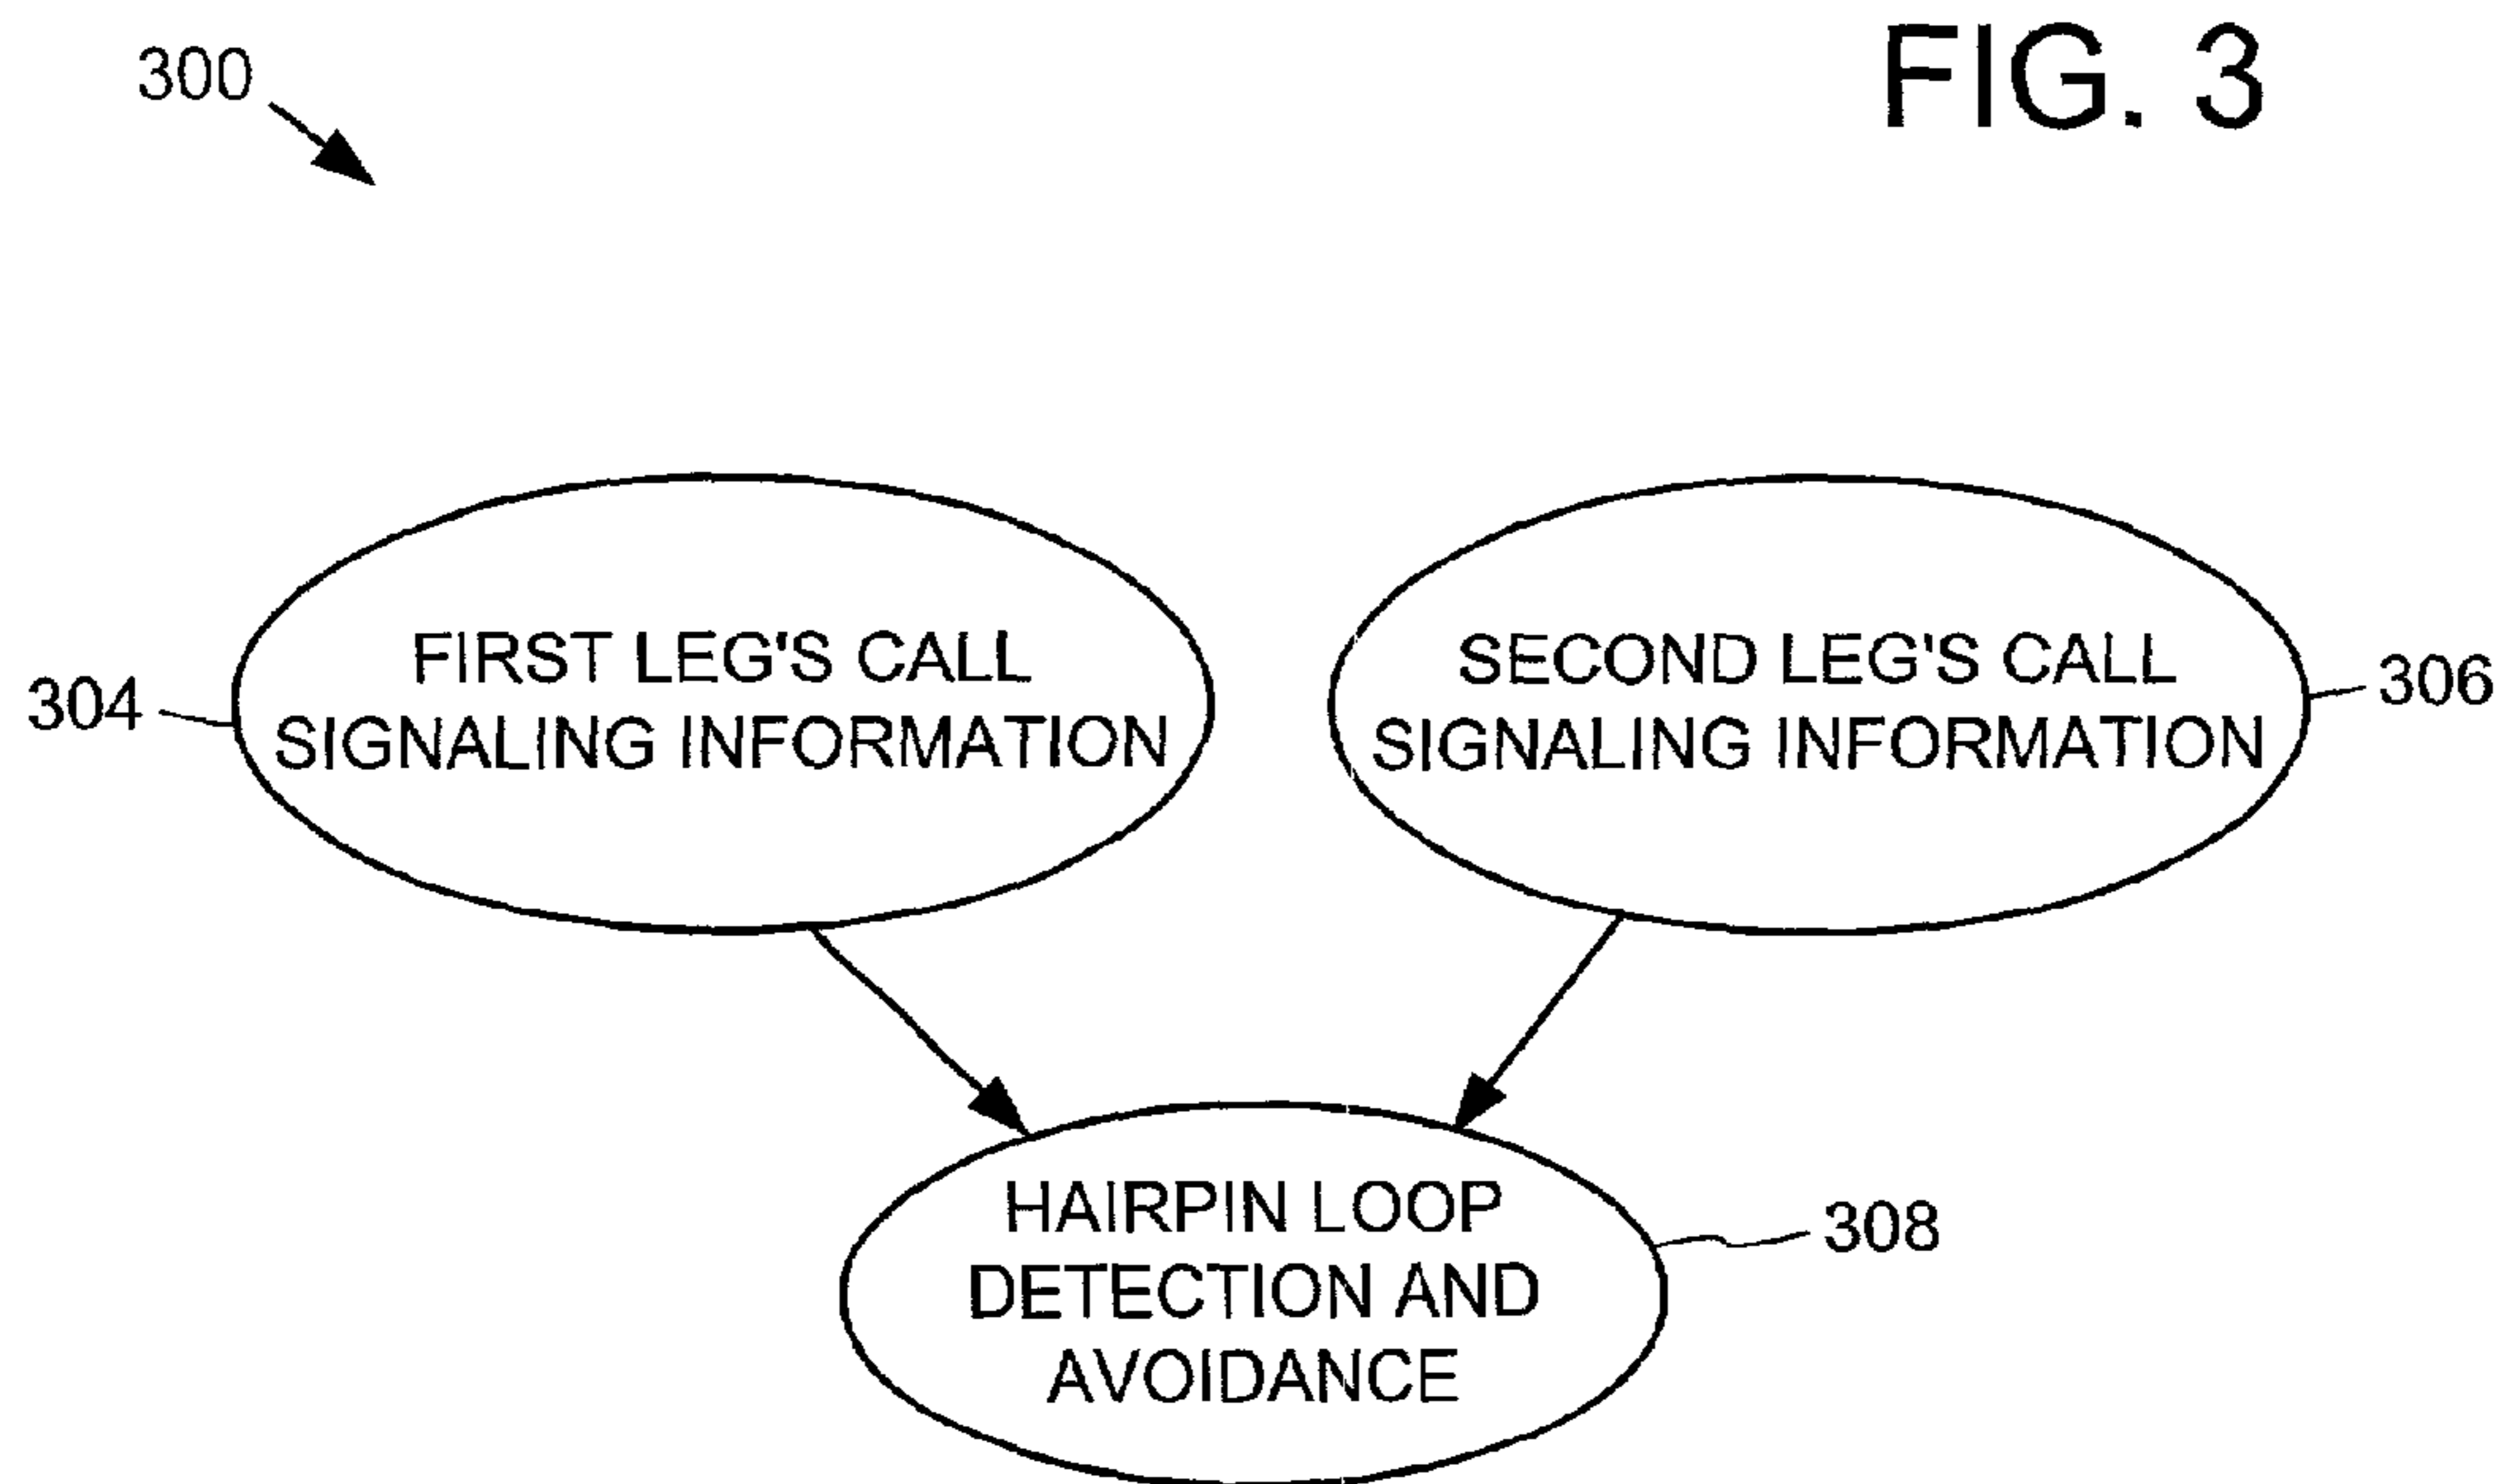 FIG. 3
300
FIRST LEG'S CALL
SIGNALING INFORMATION
304
SECOND LEG'S CALL
SIGNALING INFORMATION
306
HAIRPIN LOOP
DETECTION AND
AVOIDANCE
308